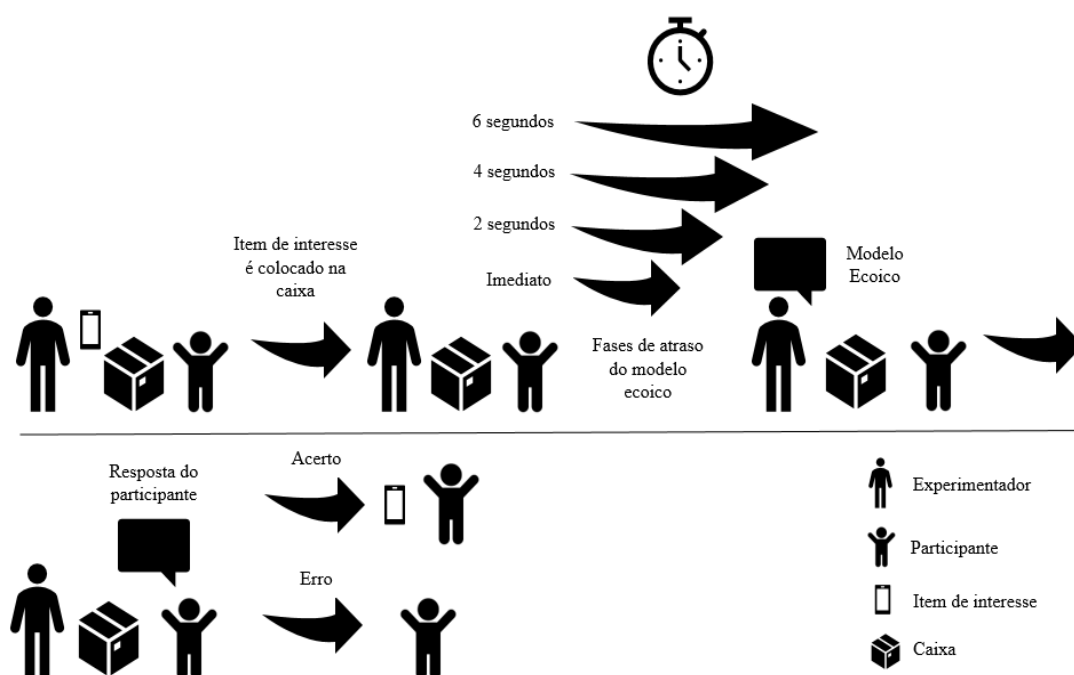 6 segundos
4 segundos
2 segundos
Imediato
Item de interesse
é colocado na
caixa
Fases de atraso
do modelo
ecoico
Modelo
Ecoico
Resposta do
participante
Acerto
Erro
Experimentador
Participante
Item de interesse
Caixa